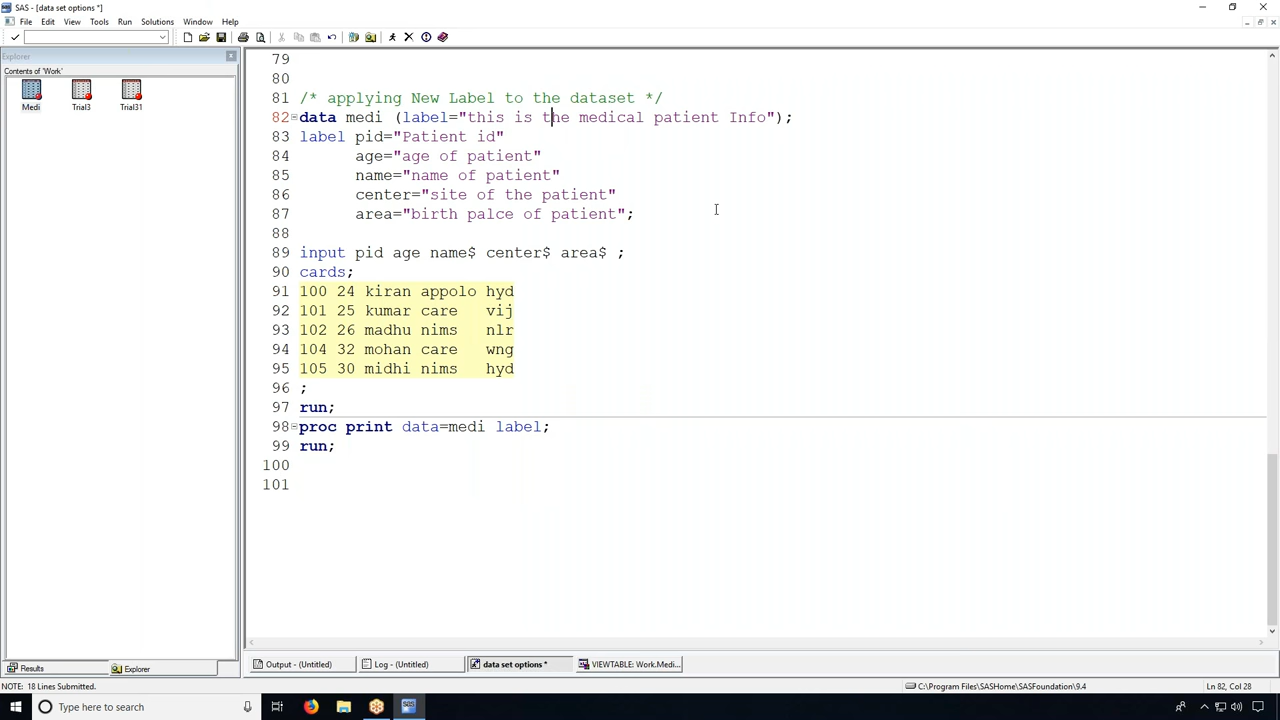 SAS - [data set options *]
File Edit View Tools Run Solutions Window Help
Explorer
Contents of 'Work'
Medi Trial3 Trial31
79
80
81 /* applying New Label to the dataset */
82 data medi (label="this is the medical patient Info");
83 label pid="Patient id"
84 age="age of patient"
85 name="name of patient"
86 center="site of the patient"
87 area="birth palce of patient";
88
89 input pid age name$ center$ area$ ;
90 cards;
91 100 24 kiran appolo hyd
92 101 25 kumar care vij
93 102 26 madhu nims nlr
94 104 32 mohan care wng
95 105 30 midhi nims hyd
96 ;
97 run;
98 proc print data=medi label;
99 run;
100
101
Results Explorer
Output - (Untitled) Log - (Untitled) data set options * VIEWTABLE: Work.Medi...
NOTE: 18 Lines Submitted. C:\Program Files\SASHome\SASFoundation\9.4 Ln 82, Col 28
Type here to search